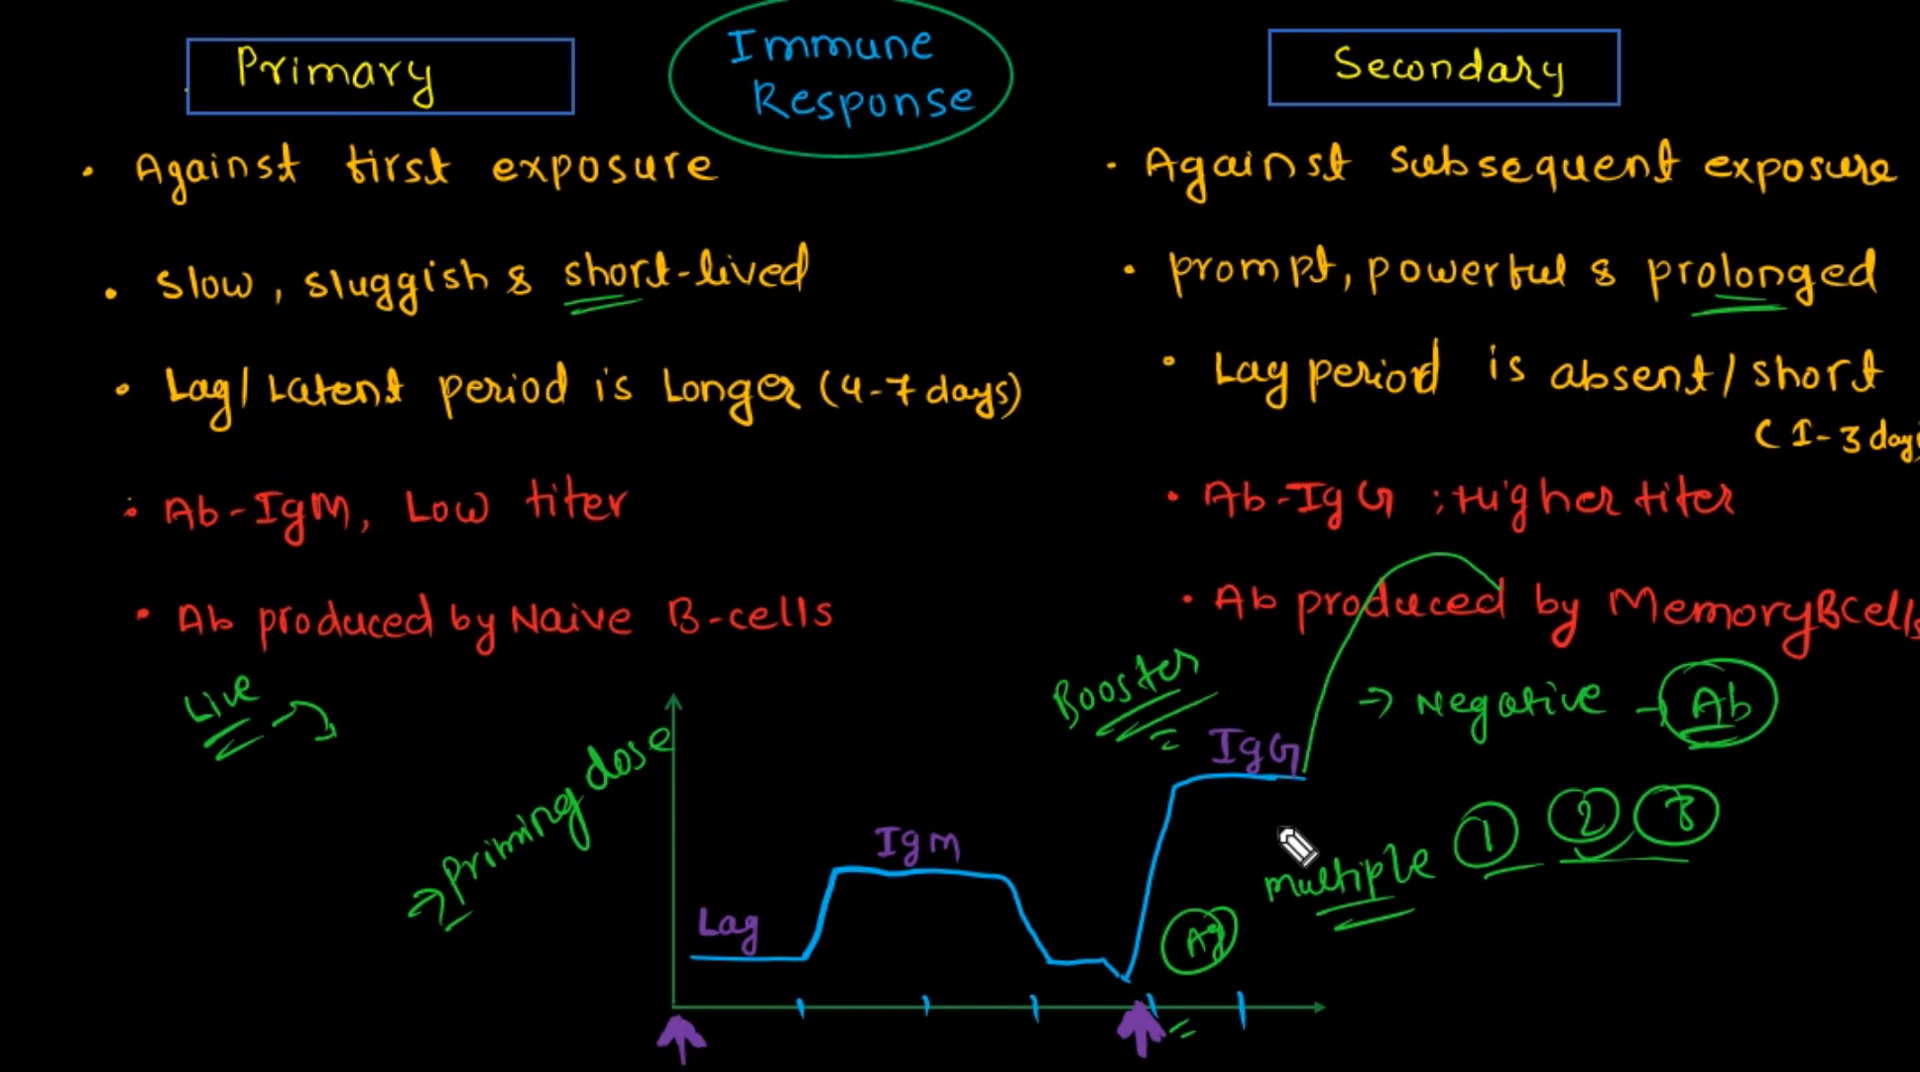 Immune
Response
Primary
• Against first exposure
• Slow, sluggish & short-lived
• Lag/Latent period is Longer (4-7 days)
• Ab-IgM, Low titer
• Ab produced by Naive B-cells
Live
→ Priming dose
Secondary
• Against subsequent exposure
• prompt, powerful & prolonged
• Lag period is absent/short
(1-3 days
• Ab-IgG ; Higher titer
• Ab produced by Memory B cells
Booster
→ Negative → Ab
IgG
IgM
multiple 1 2 3
Lag
Ag